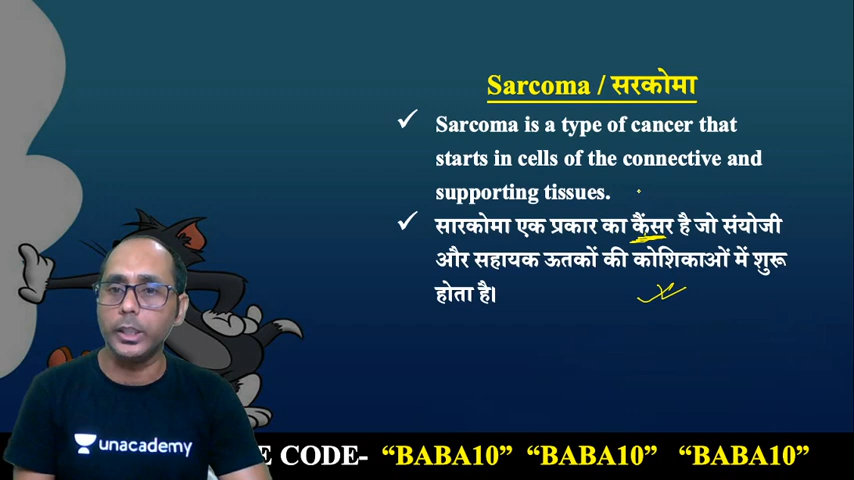 Sarcoma / सरकोमा
✓ Sarcoma is a type of cancer that
starts in cells of the connective and
supporting tissues.
✓ सारकोमा एक प्रकार का कैंसर है जो संयोजी
और सहायक ऊतकों की कोशिकाओं में शुरू
होता है।
unacademy
E CODE- “BABA10” “BABA10” “BABA10”